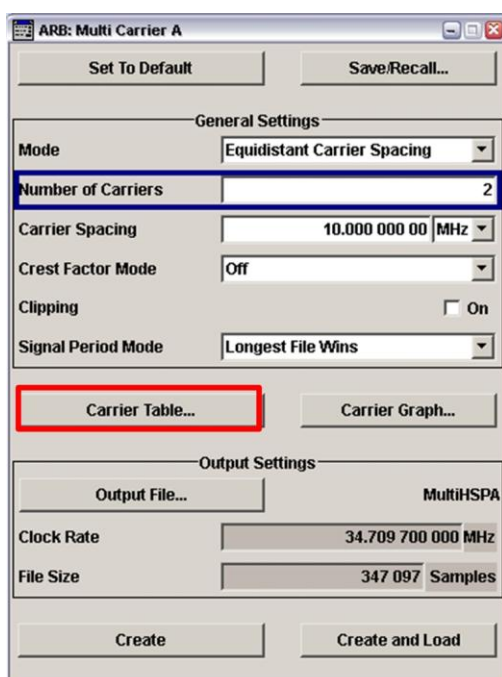 ARB: Multi Carrier A
Set To Default Save/Recall...
General Settings
Mode Equidistant Carrier Spacing
Number of Carriers 2
Carrier Spacing 10.000 000 00 MHz
Crest Factor Mode Off
Clipping On
Signal Period Mode Longest File Wins
Carrier Table... Carrier Graph...
Output Settings
Output File... MultiHSPA
Clock Rate 34.709 700 000 MHz
File Size 347 097 Samples
Create Create and Load